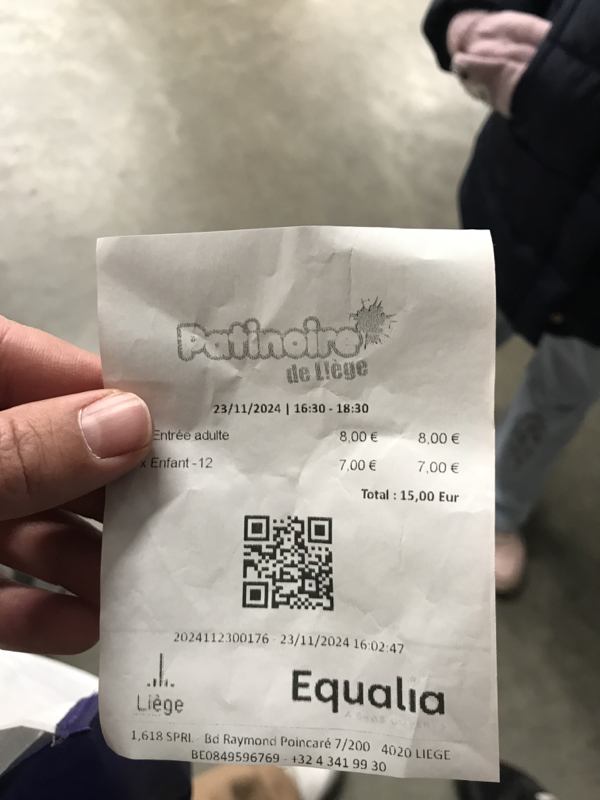 Patinoire
de Liège
23/11/2024 | 16:30 - 18:30
Entrée adulte 8,00 € 8,00 €
x Enfant -12 7,00 € 7,00 €
Total : 15,00 Eur
2024112300176 - 23/11/2024 16:02:47
Liège
Equalia
1,618 SPRL - Bd Raymond Poincaré 7/200 4020 LIEGE
BE0849596769 - +32 4 341 99 30